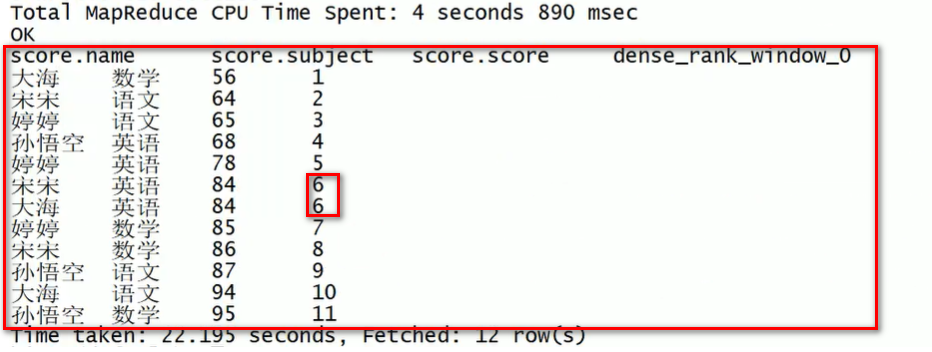 Total MapReduce CPU Time Spent: 4 seconds 890 msec
OK
score.name score.subject score.score dense_rank_window_0
大海 数学 56 1
宋宋 语文 64 2
婷婷 语文 65 3
孙悟空 英语 68 4
婷婷 英语 78 5
宋宋 英语 84 6
大海 英语 84 6
婷婷 数学 85 7
宋宋 数学 86 8
孙悟空 语文 87 9
大海 语文 94 10
孙悟空 数学 95 11
Time taken: 22.195 seconds, Fetched: 12 row(s)